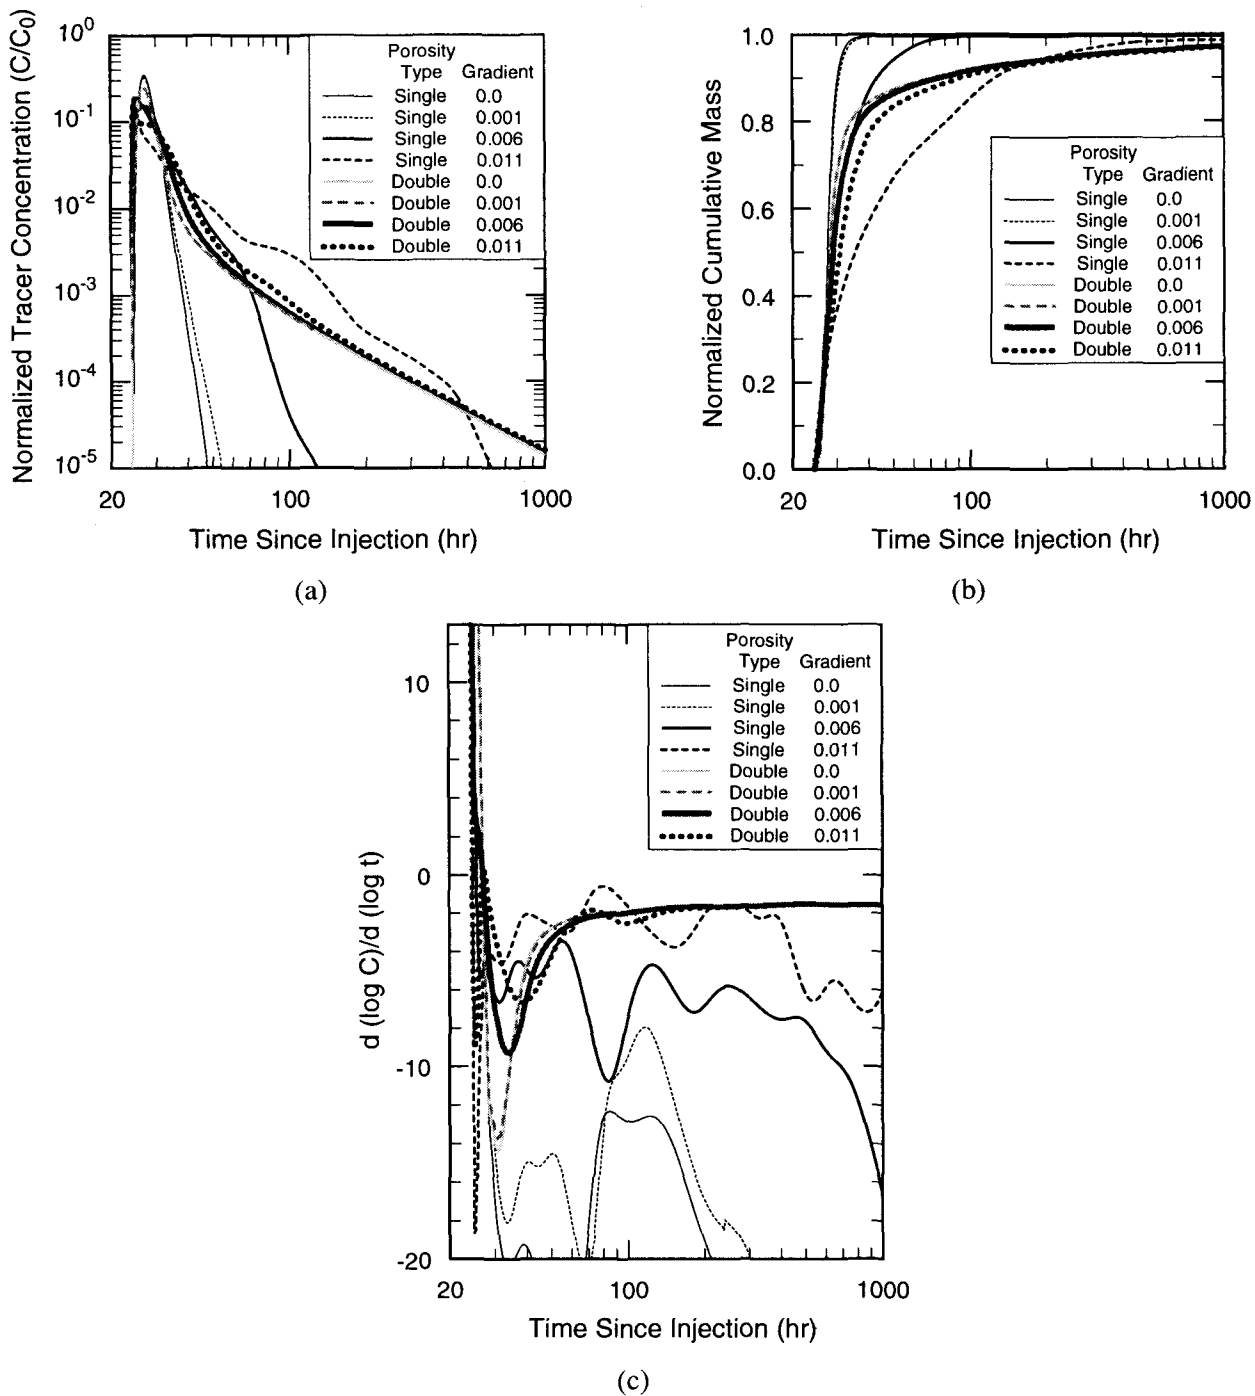 Normalized Tracer Concentration (C/C0)
10^0
10^-1
10^-2
10^-3
10^-4
10^-5
20 100 1000
Time Since Injection (hr)
Porosity
Type Gradient
Single 0.0
Single 0.001
Single 0.006
Single 0.011
Double 0.0
Double 0.001
Double 0.006
Double 0.011
(a)
Normalized Cumulative Mass
1.0
0.8
0.6
0.4
0.2
0.0
20 100 1000
Time Since Injection (hr)
Porosity
Type Gradient
Single 0.0
Single 0.001
Single 0.006
Single 0.011
Double 0.0
Double 0.001
Double 0.006
Double 0.011
(b)
d (log C)/d (log t)
10
0
-10
-20
20 100 1000
Time Since Injection (hr)
Porosity
Type Gradient
Single 0.0
Single 0.001
Single 0.006
Single 0.011
Double 0.0
Double 0.001
Double 0.006
Double 0.011
(c)